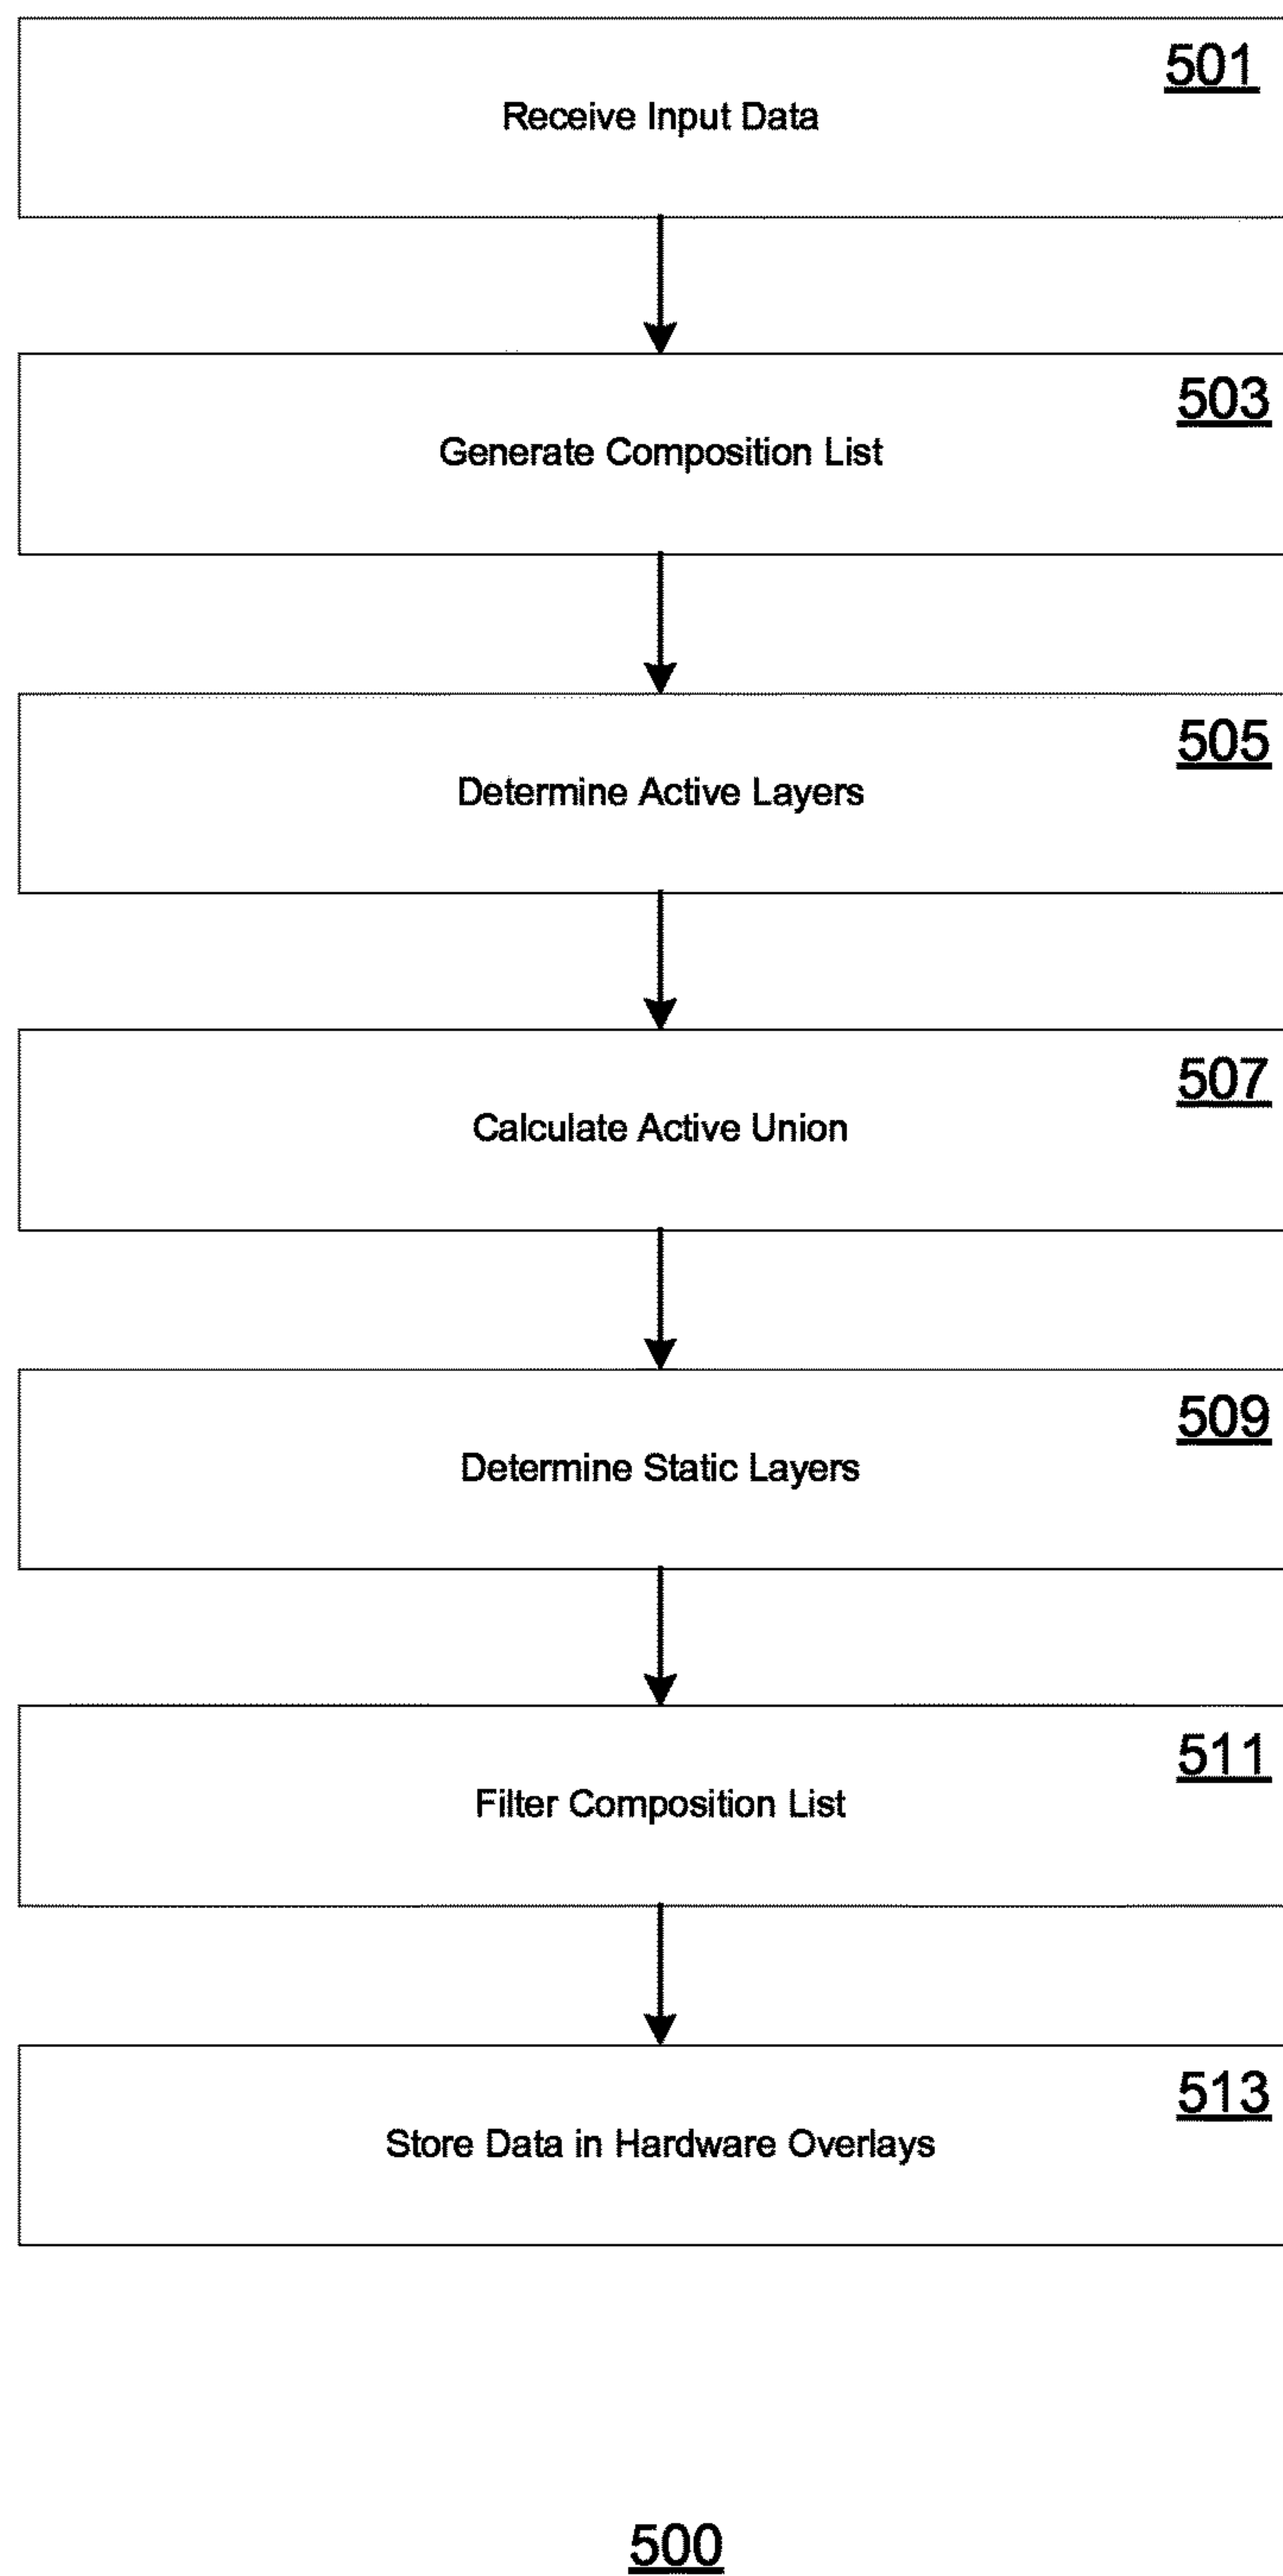 501
Receive Input Data
503
Generate Composition List
505
Determine Active Layers
507
Calculate Active Union
509
Determine Static Layers
511
Filter Composition List
513
Store Data in Hardware Overlays
500